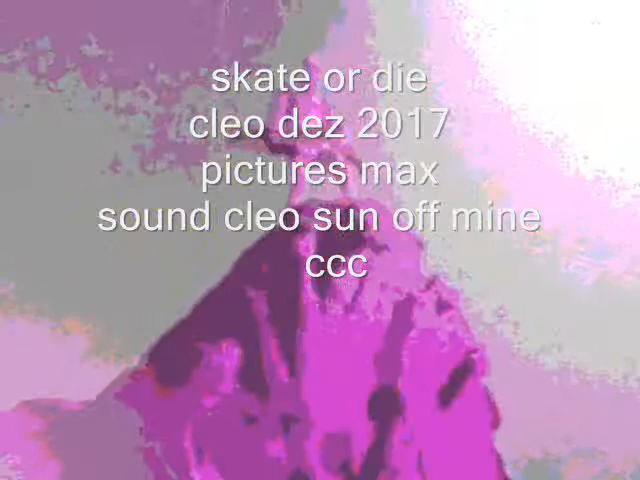 skate or die
cleo dez 2017
pictures max
sound cleo sun off mine
ccc